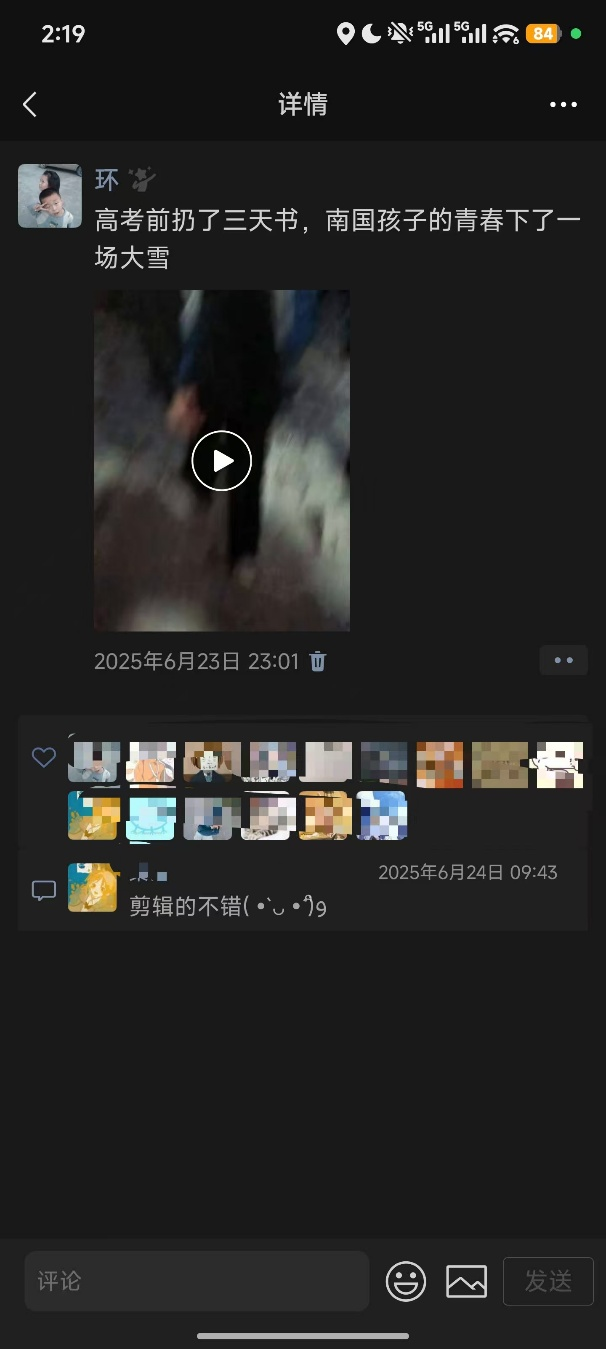 2:19
5G 5G 6 84
详情
环
高考前扔了三天书，南国孩子的青春下了一
场大雪
2025年6月23日 23:01
2025年6月24日 09:43
剪辑的不错( •̀ᴗ•́)و
评论
发送